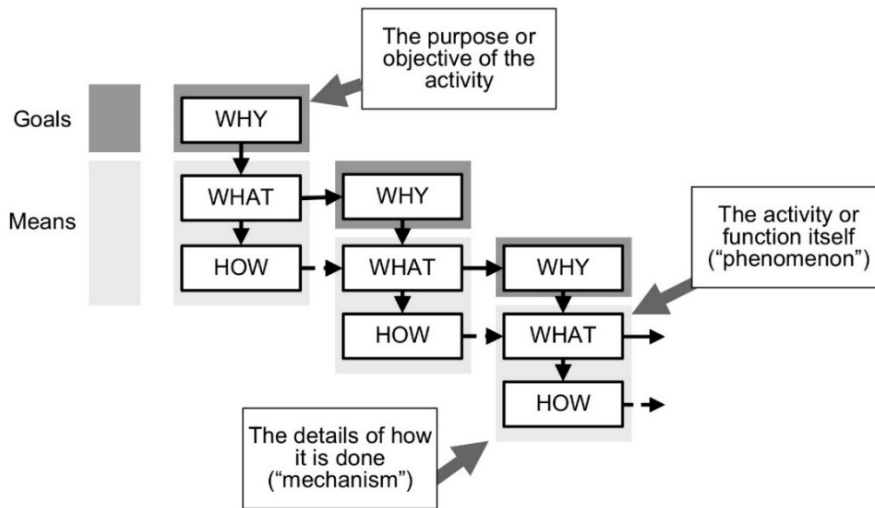 The purpose or
objective of the
activity
Goals
WHY
WHAT
WHY
Means
The activity or
function itself
(“phenomenon”)
HOW
WHAT
WHY
HOW
WHAT
HOW
The details of how
it is done
(“mechanism”)